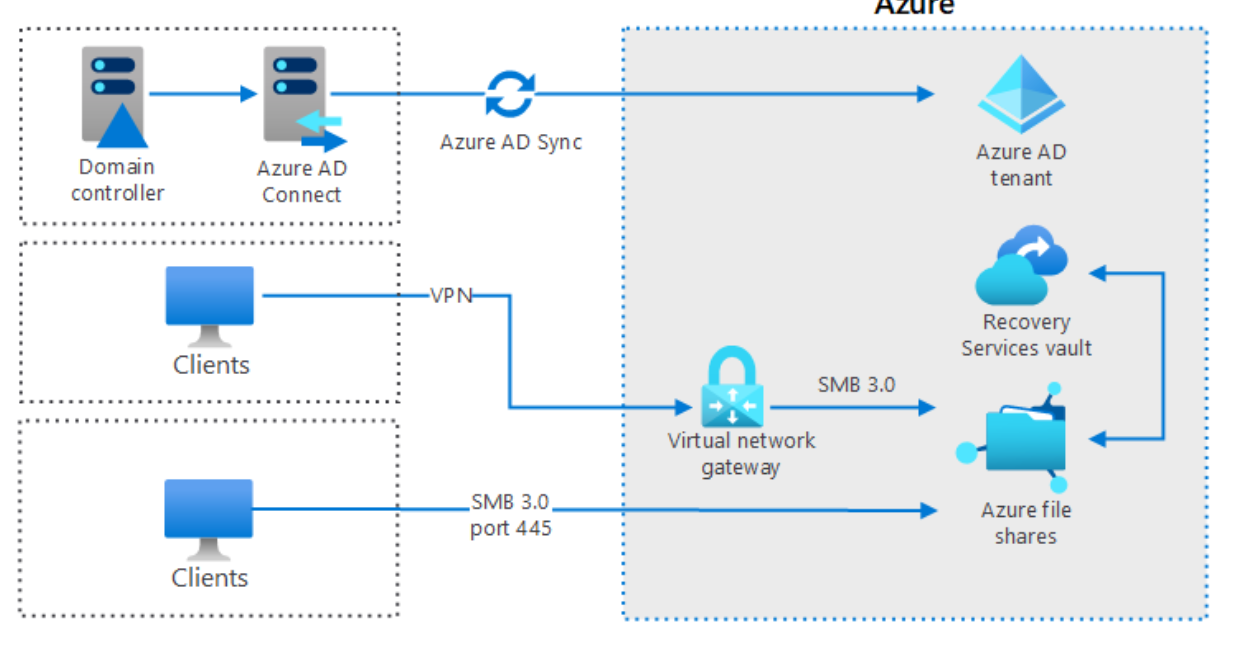 Azure
Domain
controller
Azure AD
Connect
Azure AD Sync
Azure AD
tenant
Clients
VPN
Recovery
Services vault
Virtual network
gateway
SMB 3.0
Clients
SMB 3.0
port 445
Azure file
shares